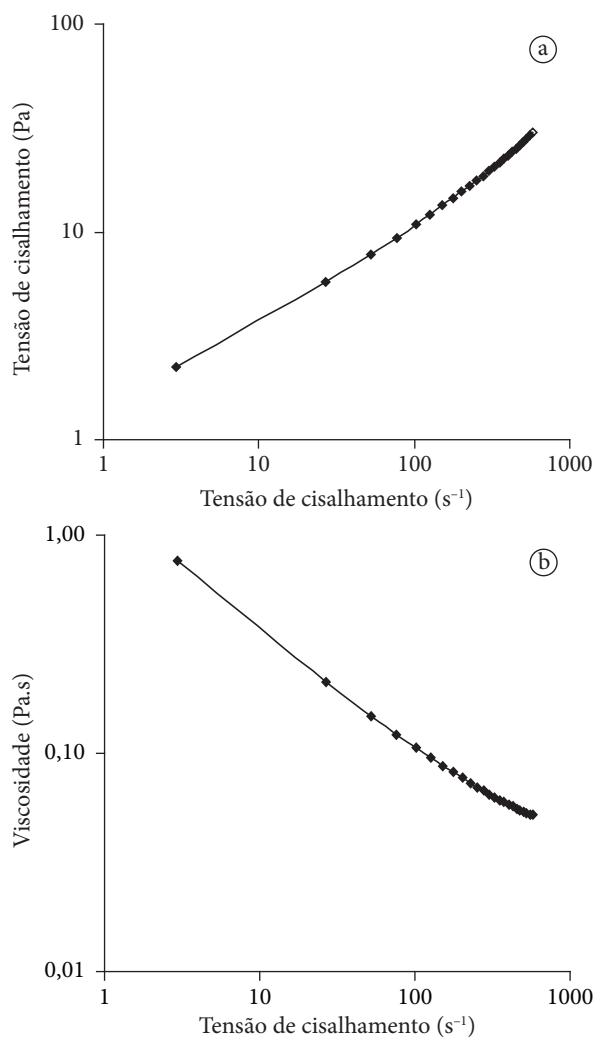 100
ⓐ
Tensão de cisalhamento (Pa)
10
1
1 10 100 1000
Tensão de cisalhamento (s⁻¹)
1,00
ⓑ
Viscosidade (Pa.s)
0,10
0,01
1 10 100 1000
Tensão de cisalhamento (s⁻¹)